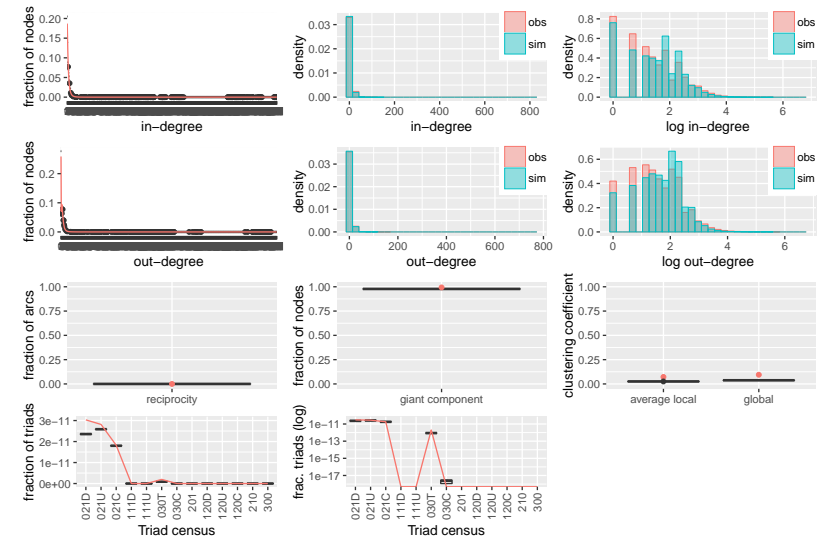 fraction of nodes
0.20
0.15
0.10
0.05
0.00
in−degree
density
0.03
0.02
0.01
0.00
0 200 400 600 800
in−degree
obs
sim
density
0.8
0.6
0.4
0.2
0.0
0 2 4 6
log in−degree
obs
sim
fraction of nodes
0.2
0.1
0.0
out−degree
density
0.03
0.02
0.01
0.00
0 200 400 600 800
out−degree
obs
sim
density
0.6
0.4
0.2
0.0
0 2 4 6
log out−degree
obs
sim
fraction of arcs
1.00
0.75
0.50
0.25
0.00
reciprocity
fraction of nodes
1.00
0.75
0.50
0.25
0.00
giant component
clustering coefficient
1.00
0.75
0.50
0.25
0.00
average local global
fraction of triads
3e−11
2e−11
1e−11
0e+00
021D 021U 021C 111D 111U 030T 030C 201 120D 120U 120C 210 300
Triad census
frac. triads (log)
1e−11
1e−13
1e−15
1e−17
021D 021U 021C 111D 111U 030T 030C 201 120D 120U 120C 210 300
Triad census